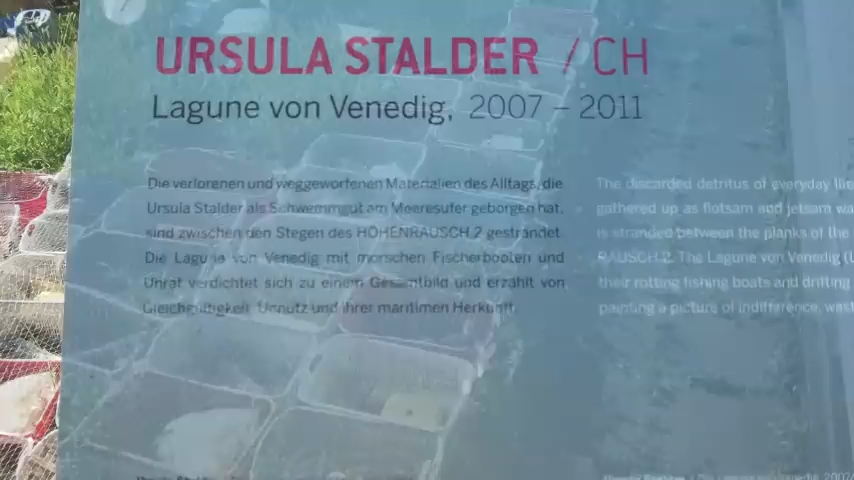 URSULA STALDER / CH
Lagune von Venedig, 2007 – 2011
Die verlorenen und weggeworfenen Materialien des Alltags, die
Ursula Stalder als Schwemmgut am Meeresufer geborgen hat,
sind zwischen den Stegen des HÖHENRAUSCH.2 gestrandet.
Die Lagune von Venedig mit morschen Fischerbooten und
Unrat verdichtet sich zu einem Gesamtbild und erzählt von
Gleichgültigkeit, Unnutz und ihrer maritimen Herkunft.
The discarded detritus of everyday
gathered up as flotsam and jetsam
is stranded between the planks of the
RAUSCH.2. The Lagune von Venedig
their rotting fishing boats and drifting
painting a picture of indifference,